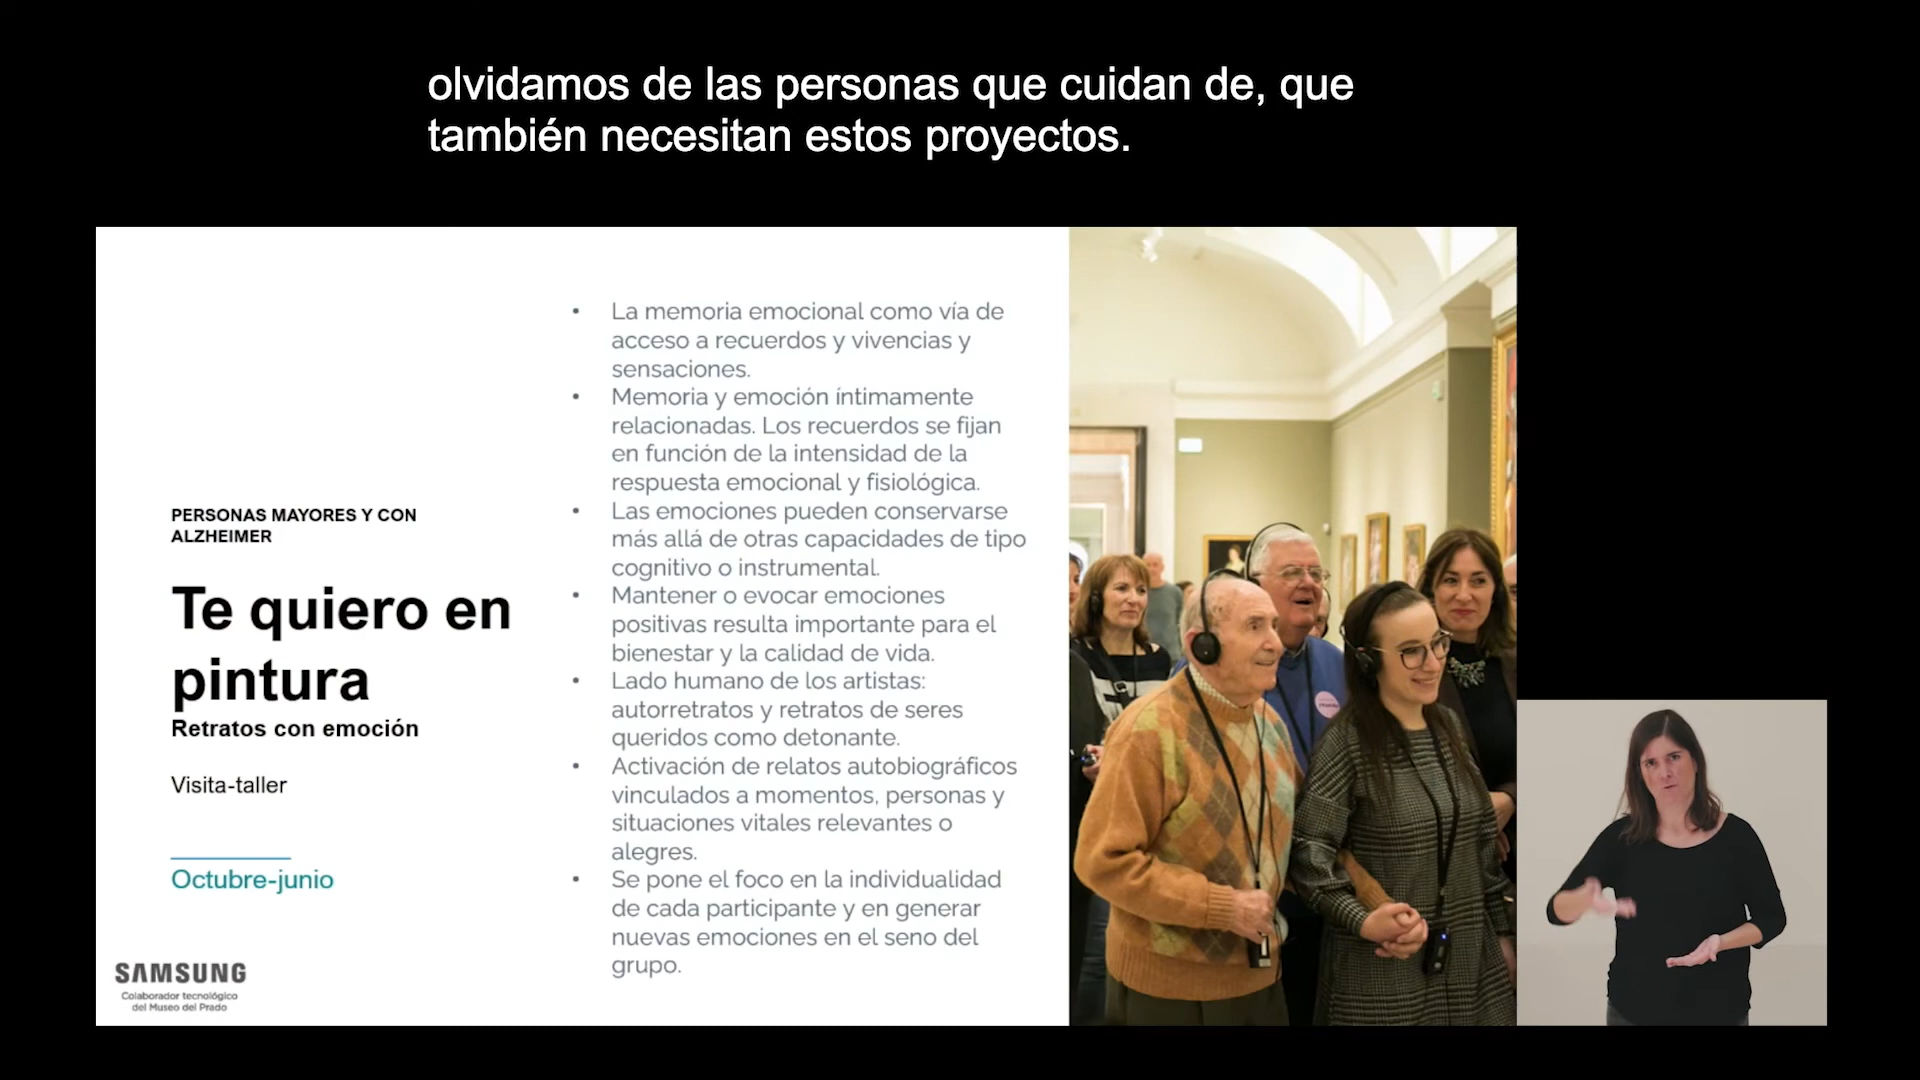 olvidamos de las personas que cuidan de, que
también necesitan estos proyectos.
PERSONAS MAYORES Y CON
ALZHEIMER
Te quiero en
pintura
Retratos con emoción
Visita-taller
Octubre-junio
SAMSUNG
Colaborador tecnológico
del Museo del Prado
• La memoria emocional como vía de
acceso a recuerdos y vivencias y
sensaciones.
• Memoria y emoción íntimamente
relacionadas. Los recuerdos se fijan
en función de la intensidad de la
respuesta emocional y fisiológica.
• Las emociones pueden conservarse
más allá de otras capacidades de tipo
cognitivo o instrumental.
• Mantener o evocar emociones
positivas resulta importante para el
bienestar y la calidad de vida.
• Lado humano de los artistas:
autorretratos y retratos de seres
queridos como detonante.
• Activación de relatos autobiográficos
vinculados a momentos, personas y
situaciones vitales relevantes o
alegres.
• Se pone el foco en la individualidad
de cada participante y en generar
nuevas emociones en el seno del
grupo.